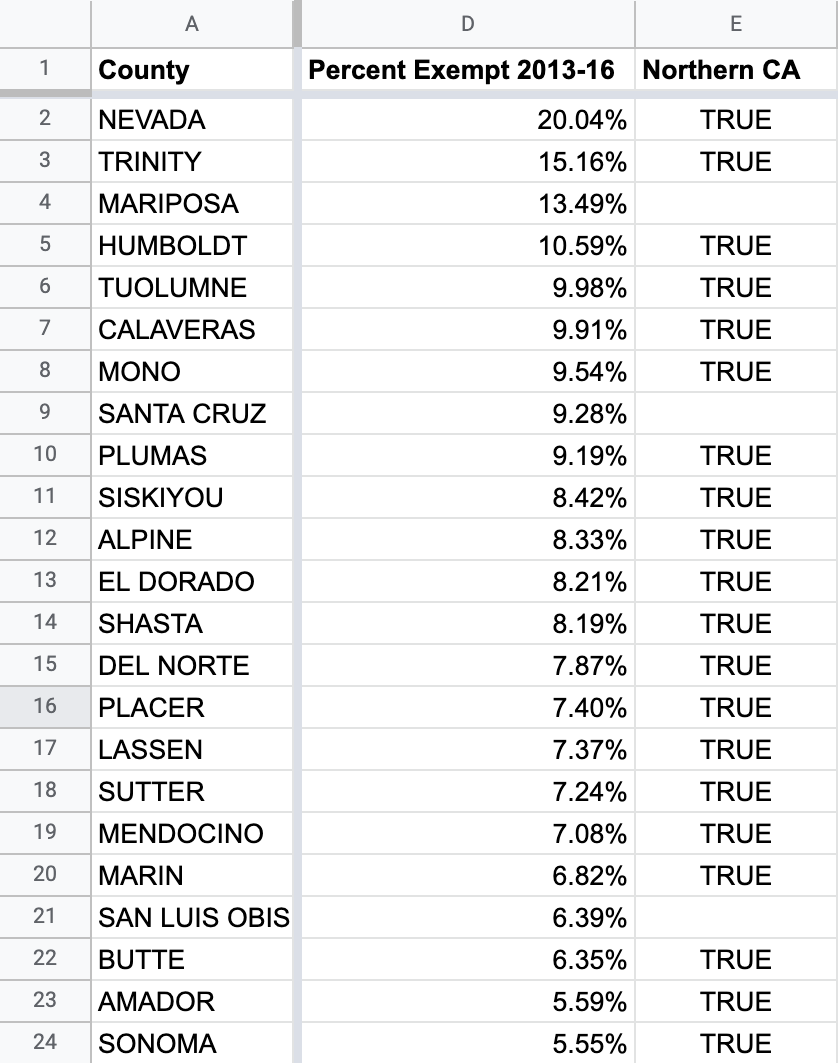 A D E
1 County Percent Exempt 2013-16 Northern CA
2 NEVADA 20.04% TRUE
3 TRINITY 15.16% TRUE
4 MARIPOSA 13.49%
5 HUMBOLDT 10.59% TRUE
6 TUOLUMNE 9.98% TRUE
7 CALAVERAS 9.91% TRUE
8 MONO 9.54% TRUE
9 SANTA CRUZ 9.28%
10 PLUMAS 9.19% TRUE
11 SISKIYOU 8.42% TRUE
12 ALPINE 8.33% TRUE
13 EL DORADO 8.21% TRUE
14 SHASTA 8.19% TRUE
15 DEL NORTE 7.87% TRUE
16 PLACER 7.40% TRUE
17 LASSEN 7.37% TRUE
18 SUTTER 7.24% TRUE
19 MENDOCINO 7.08% TRUE
20 MARIN 6.82% TRUE
21 SAN LUIS OBIS 6.39%
22 BUTTE 6.35% TRUE
23 AMADOR 5.59% TRUE
24 SONOMA 5.55% TRUE